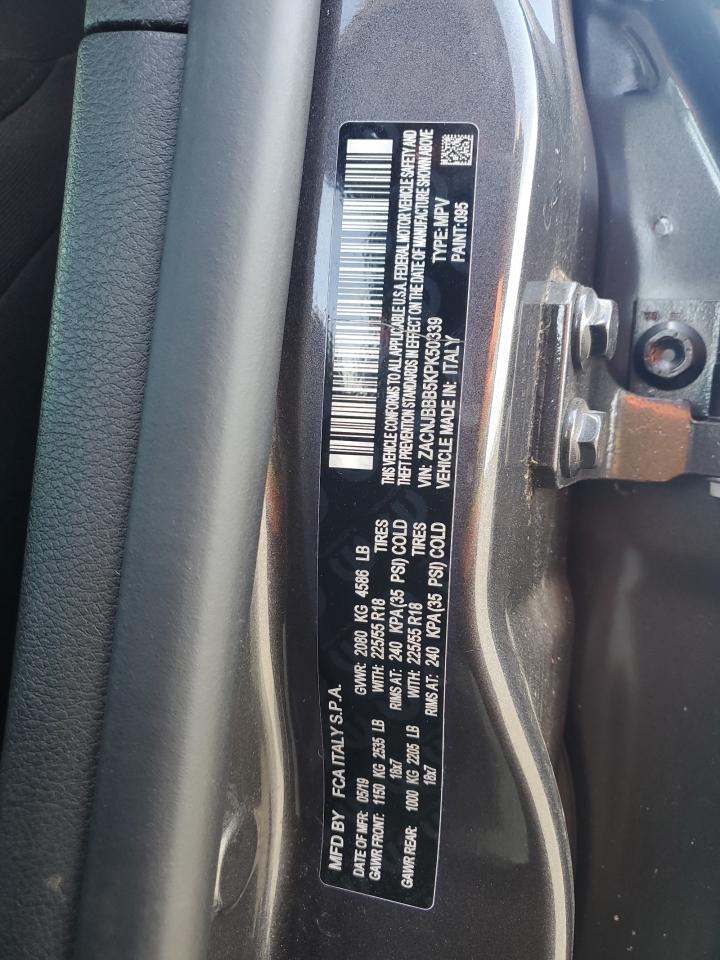 THIS VEHICLE CONFORMS TO ALL APPLICABLE U.S.A. FEDERAL MOTOR VEHICLE SAFETY AND
THEFT PREVENTION STANDARDS IN EFFECT ON THE DATE OF MANUFACTURE SHOWN ABOVE
VIN: ZACNJBBB5KPK50339 TYPE: MPV
VEHICLE MADE IN: ITALY PAINT: 095
MFD BY FCA ITALY S.P.A.
DATE OF MFR: 05/19 GVWR: 2080 KG 4586 LB
GAWR FRONT: 1150 KG 2535 LB WITH: 225/55 R18 TIRES
18x7 RIMS AT: 240 KPA(35 PSI) COLD
GAWR REAR: 1000 KG 2205 LB WITH: 225/55 R18 TIRES
18x7 RIMS AT: 240 KPA(35 PSI) COLD